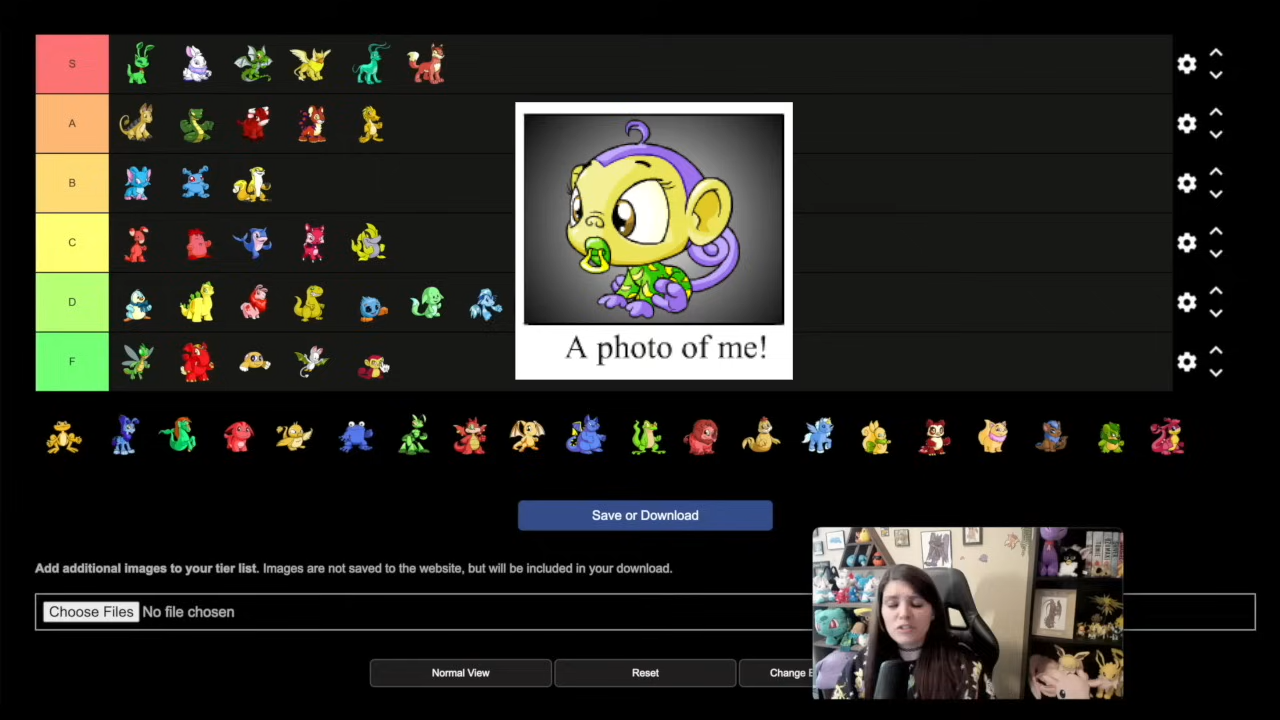 S
A
B
C
D
F
A photo of me!
Save or Download
Add additional images to your tier list. Images are not saved to the website, but will be included in your download.
Choose Files No file chosen
Normal View
Reset
Change